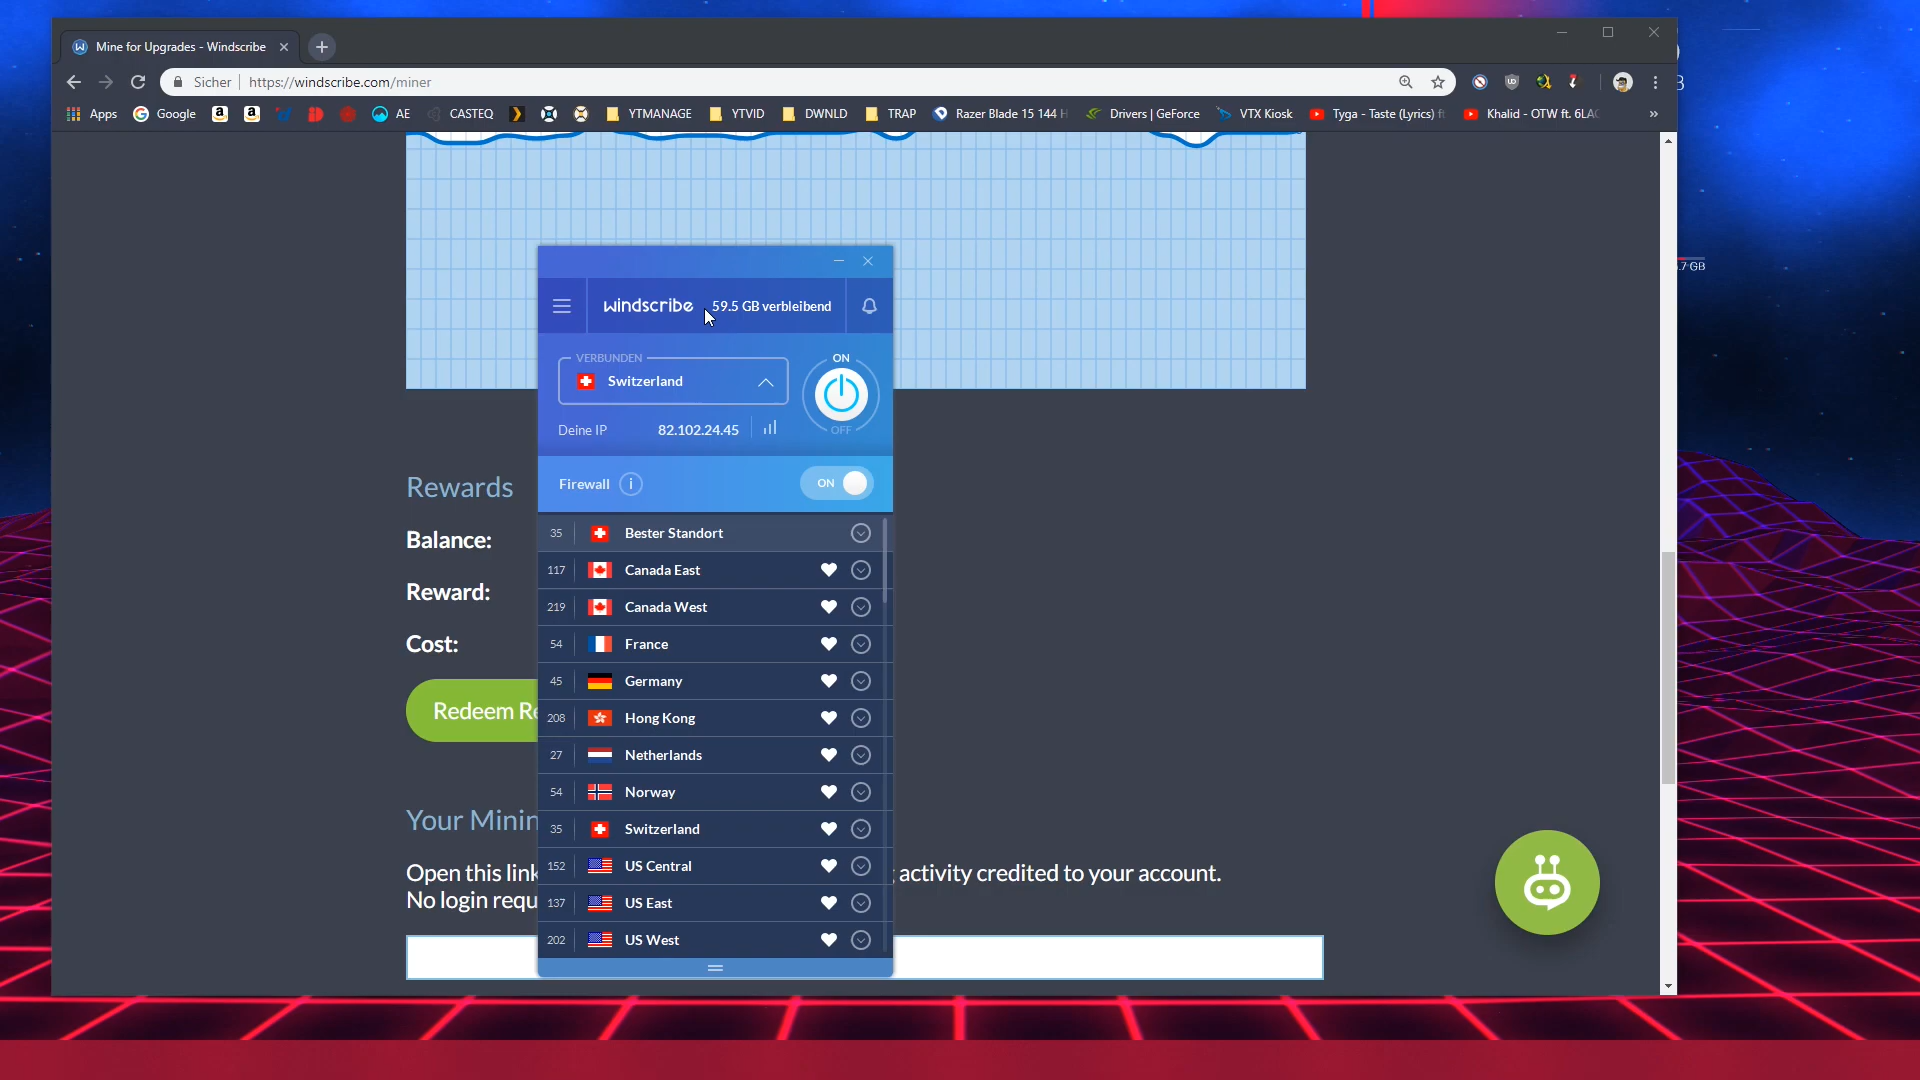 Mine for Upgrades - Windscribe
Sicher
https://windscribe.com/miner
Apps
Google
AE
CASTEQ
YTMANAGE
YTVID
DWNLD
TRAP
Razer Blade 15 144 H
Drivers | GeForce
VTX Kiosk
Tyga - Taste (Lyrics) f
Khalid - OTW ft. 6LA
»
windscribe
59.5 GB verbleibend
VERBUNDEN
Switzerland
ON
OFF
Deine IP
82.102.24.45
Firewall
ON
35 Bester Standort
117 Canada East
219 Canada West
54 France
45 Germany
208 Hong Kong
27 Netherlands
54 Norway
35 Switzerland
152 US Central
137 US East
202 US West
Rewards
Balance:
Reward:
Cost:
Redeem Re
Your Minin
Open this link activity credited to your account.
No login requ
.7 GB